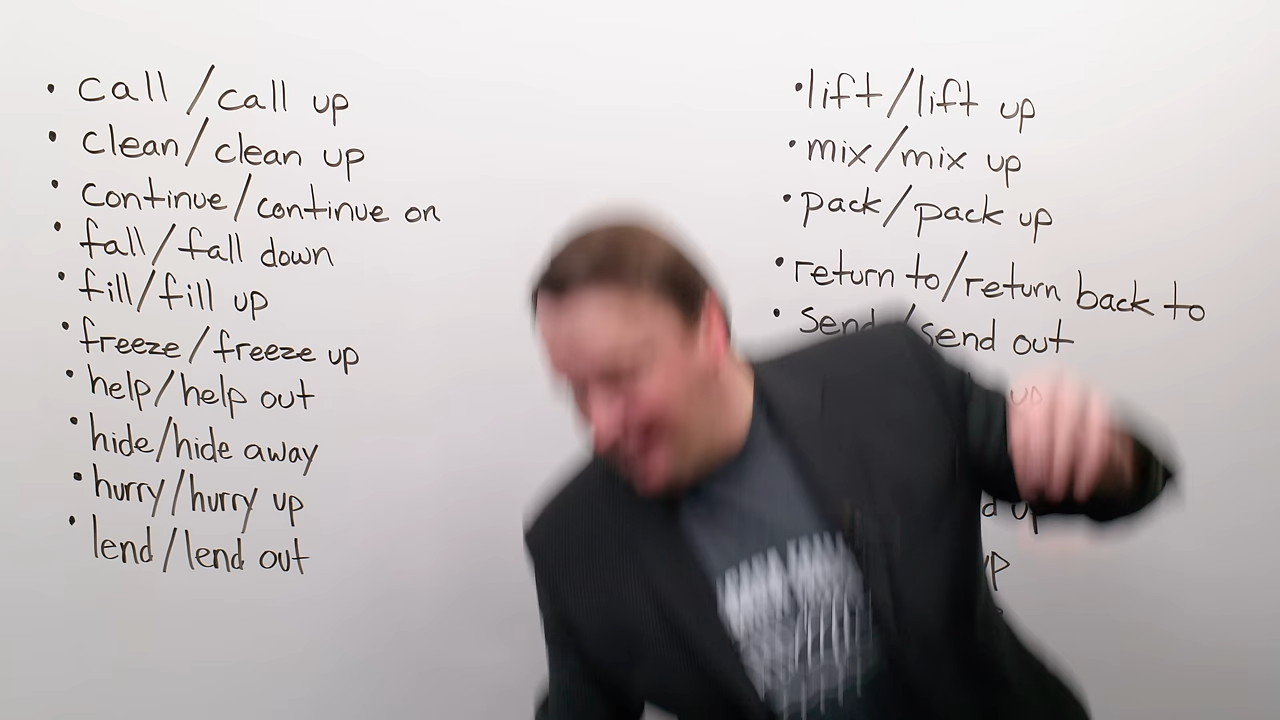 • call / call up
• clean / clean up
• continue / continue on
• fall / fall down
• fill / fill up
• freeze / freeze up
• help / help out
• hide / hide away
• hurry / hurry up
• lend / lend out
• lift / lift up
• mix / mix up
• pack / pack up
• return to / return back to
• send / send out
up
up